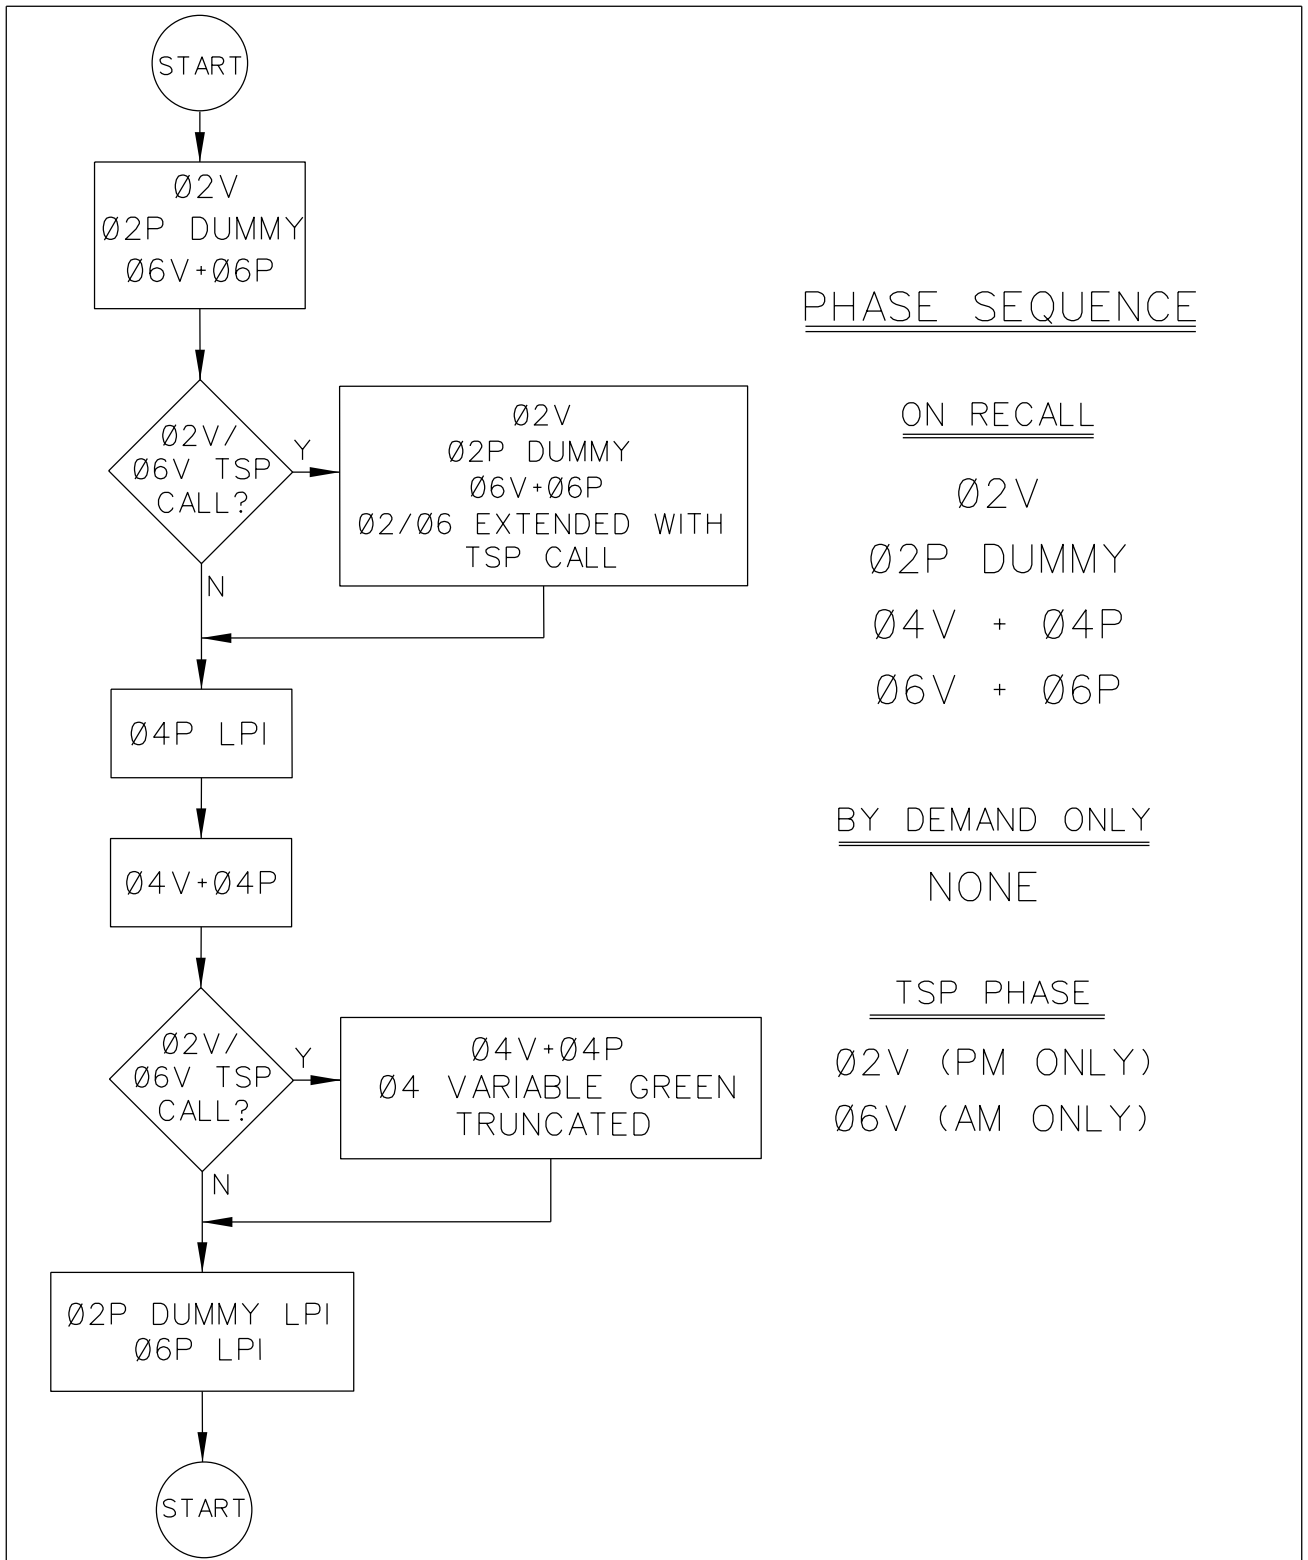 START
Ø2V
Ø2P DUMMY
Ø6V+Ø6P
Ø2V/
Ø6V TSP
CALL?
Y
N
Ø2V
Ø2P DUMMY
Ø6V+Ø6P
Ø2/Ø6 EXTENDED WITH
TSP CALL
Ø4P LPI
Ø4V+Ø4P
Ø2V/
Ø6V TSP
CALL?
Y
N
Ø4V+Ø4P
Ø4 VARIABLE GREEN
TRUNCATED
Ø2P DUMMY LPI
Ø6P LPI
START
PHASE SEQUENCE
ON RECALL
Ø2V
Ø2P DUMMY
Ø4V + Ø4P
Ø6V + Ø6P
BY DEMAND ONLY
NONE
TSP PHASE
Ø2V (PM ONLY)
Ø6V (AM ONLY)